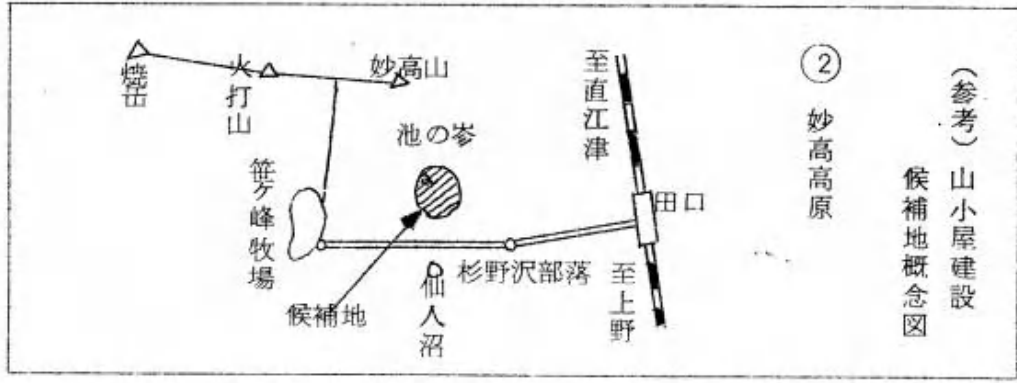 (参考) 山小屋建設
候補地概念図
② 妙高高原
至直江津
田口
至上野
妙高山
火打山
焼岳
池の峯
笹ヶ峰牧場
杉野沢部落
仙人沼
候補地